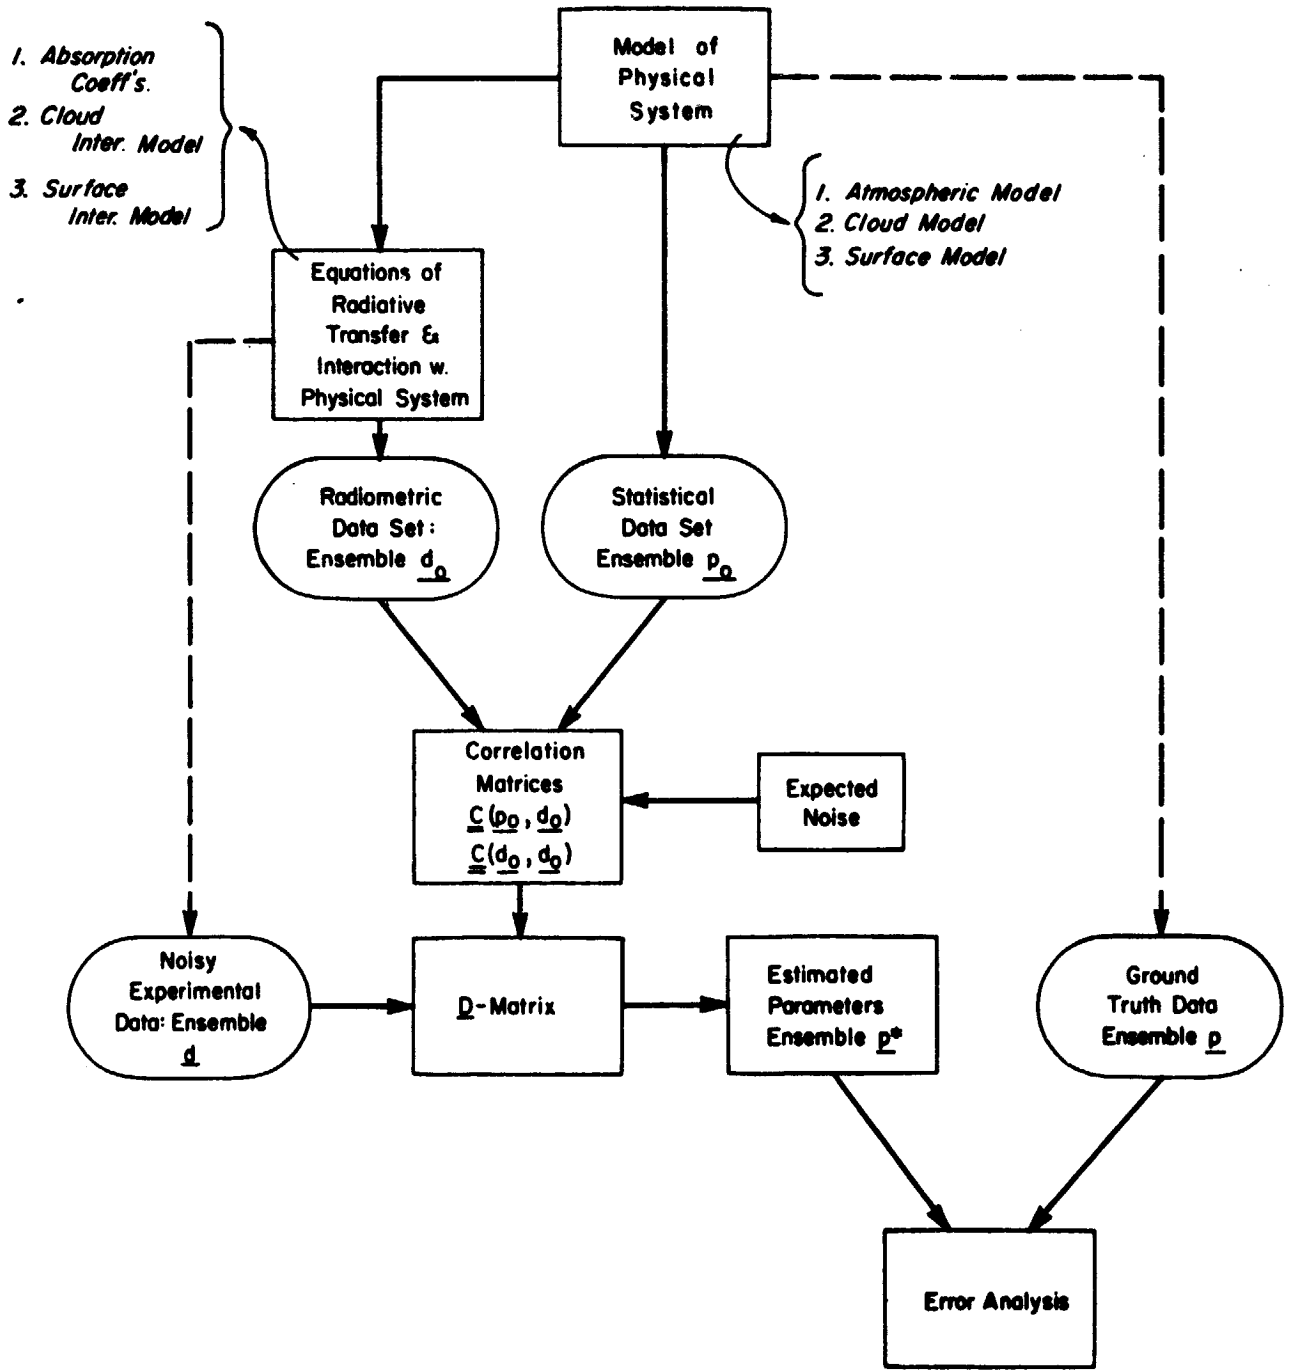 Model of
Physical
System
1. Absorption
Coeff's.
2. Cloud
Inter. Model
3. Surface
Inter. Model
1. Atmospheric Model
2. Cloud Model
3. Surface Model
Equations of
Radiative
Transfer &
Interaction w.
Physical System
Radiometric
Data Set:
Ensemble d₀
Statistical
Data Set
Ensemble p₀
Correlation
Matrices
C(p₀, d₀)
C(d₀, d₀)
Expected
Noise
Noisy
Experimental
Data: Ensemble
d
D-Matrix
Estimated
Parameters
Ensemble p*
Ground
Truth Data
Ensemble p
Error Analysis